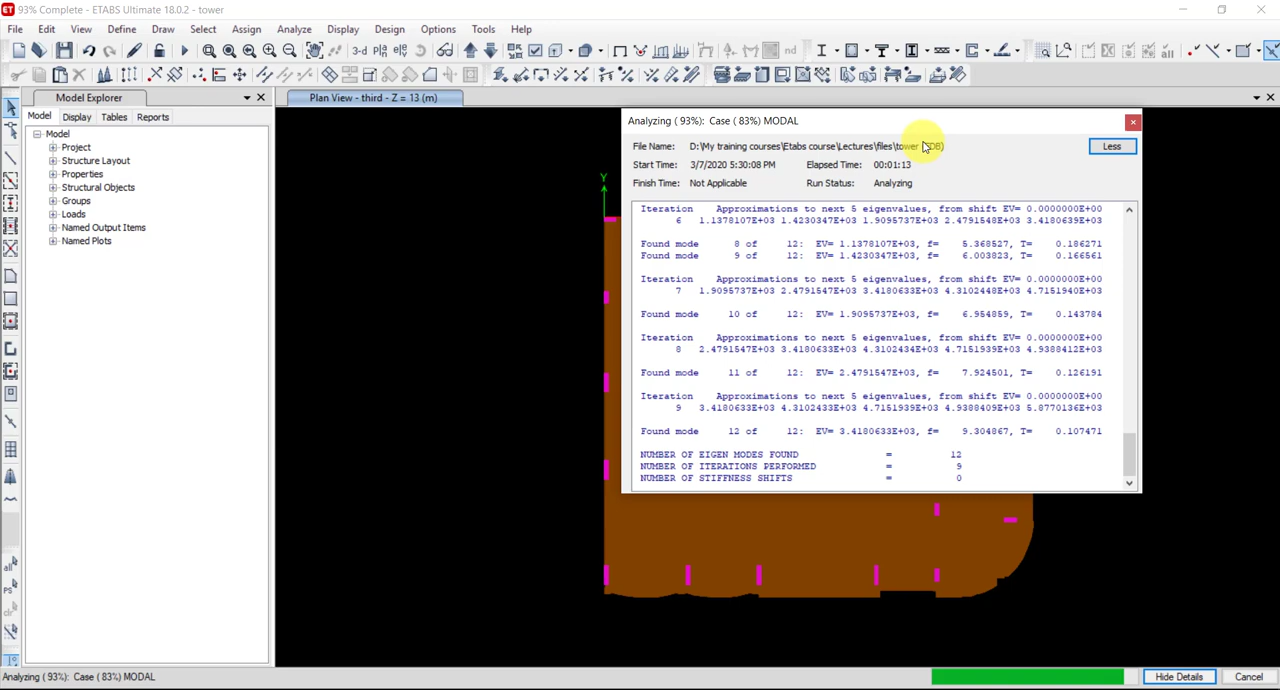 ET 93% Complete - ETABS Ultimate 18.0.2 - tower
File Edit View Define Draw Select Assign Analyze Display Design Options Tools Help
3-d nd
Model Explorer
Plan View - third - Z = 13 (m)
Model Display Tables Reports
Model
Project
Structure Layout
Properties
Structural Objects
Groups
Loads
Named Output Items
Named Plots
all
PS
clr
Y
Analyzing ( 93%): Case ( 83%) MODAL
File Name: D:\My training courses\Etabs course\Lectures\files\tower
Less
Start Time: 3/7/2020 5:30:08 PM Elapsed Time: 00:01:13
Finish Time: Not Applicable Run Status: Analyzing
Iteration Approximations to next 5 eigenvalues, from shift EV= 0.0000000E+00
6 1.1378107E+03 1.4230347E+03 1.9095737E+03 2.4791548E+03 3.4180639E+03
Found mode 8 of 12: EV= 1.1378107E+03, f= 5.368527, T= 0.186271
Found mode 9 of 12: EV= 1.4230347E+03, f= 6.003823, T= 0.166561
Iteration Approximations to next 5 eigenvalues, from shift EV= 0.0000000E+00
7 1.9095737E+03 2.4791547E+03 3.4180633E+03 4.3102448E+03 4.7151940E+03
Found mode 10 of 12: EV= 1.9095737E+03, f= 6.954859, T= 0.143784
Iteration Approximations to next 5 eigenvalues, from shift EV= 0.0000000E+00
8 2.4791547E+03 3.4180633E+03 4.3102434E+03 4.7151939E+03 4.9388412E+03
Found mode 11 of 12: EV= 2.4791547E+03, f= 7.924501, T= 0.126191
Iteration Approximations to next 5 eigenvalues, from shift EV= 0.0000000E+00
9 3.4180633E+03 4.3102433E+03 4.7151939E+03 4.9388409E+03 5.8770136E+03
Found mode 12 of 12: EV= 3.4180633E+03, f= 9.304867, T= 0.107471
NUMBER OF EIGEN MODES FOUND = 12
NUMBER OF ITERATIONS PERFORMED = 9
NUMBER OF STIFFNESS SHIFTS = 0
Analyzing ( 93%): Case ( 83%) MODAL
Hide Details
Cancel